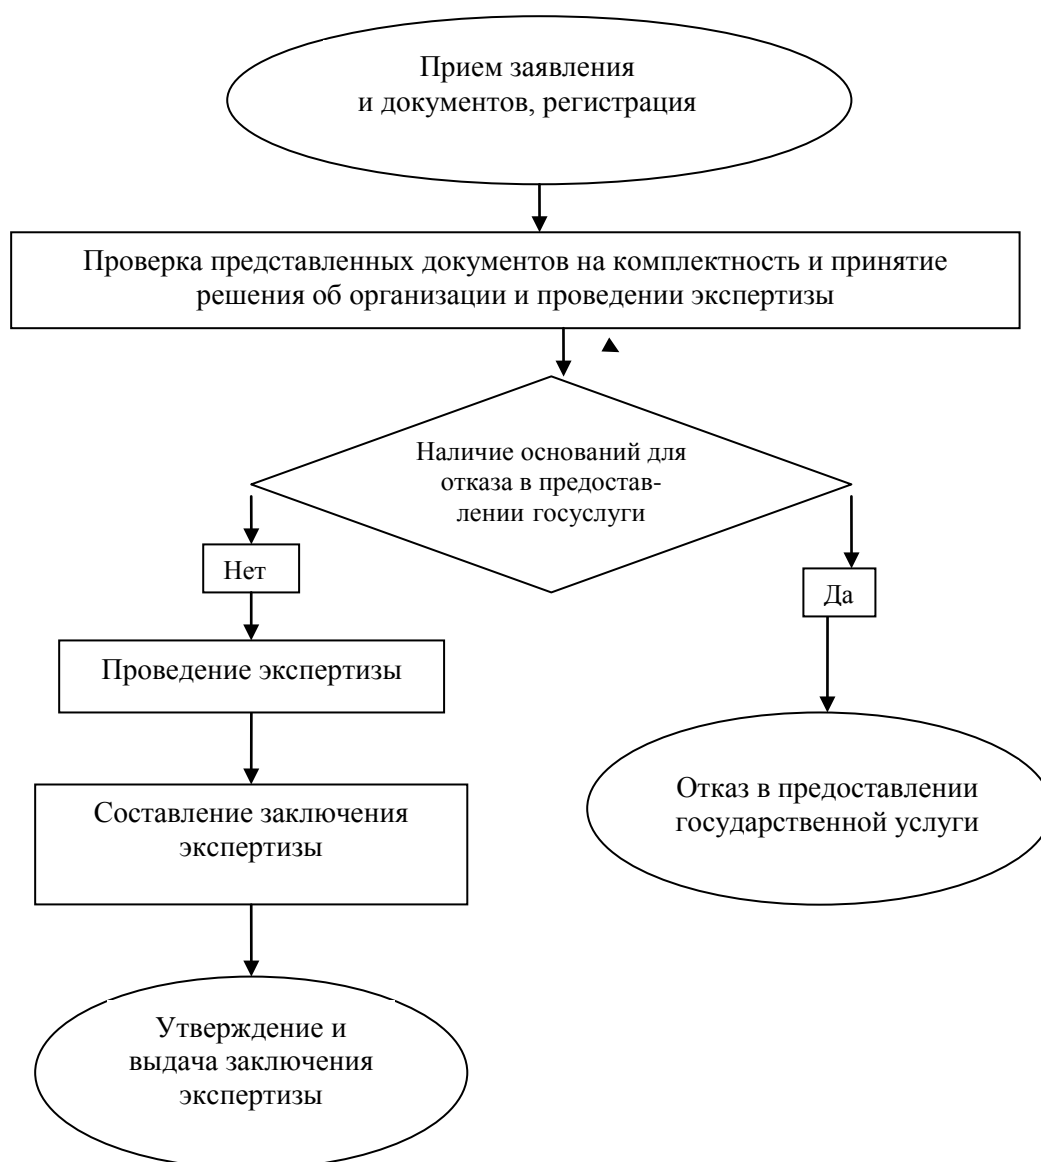 Прием заявления
и документов, регистрация
Проверка представленных документов на комплектность и принятие
решения об организации и проведении экспертизы
Наличие оснований для
отказа в предостав-
лении госуслуги
Нет
Да
Проведение экспертизы
Составление заключения
экспертизы
Отказ в предоставлении
государственной услуги
Утверждение и
выдача заключения
экспертизы